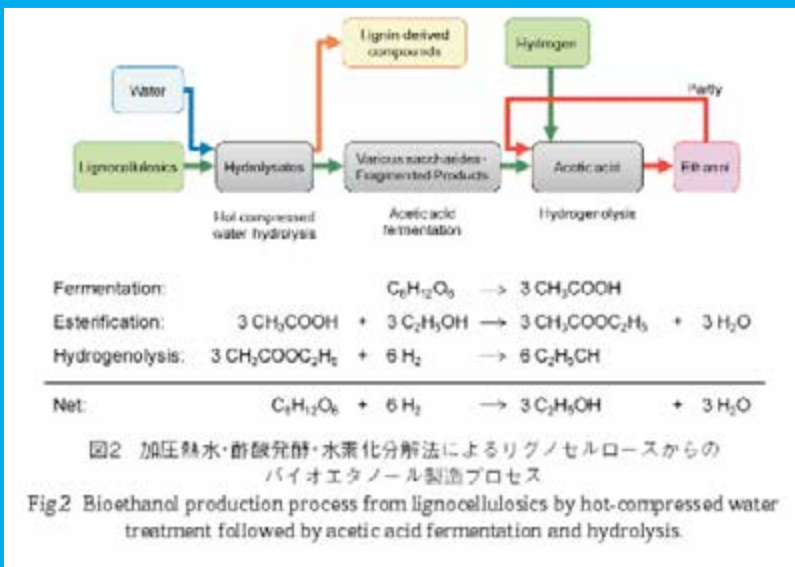 Lignin-derived
compounds
Hydrogen
Water
Partly
Lignocellulosics
Hydrolysates
Various saccharides·
Fragmented Products
Acetic acid
Ethanol
Hot-compressed
water hydrolysis
Acetic acid
fermentation
Hydrogenolysis
Fermentation: C₆H₁₂O₆ → 3 CH₃COOH
Esterification: 3 CH₃COOH + 3 C₂H₅OH → 3 CH₃COOC₂H₅ + 3 H₂O
Hydrogenolysis: 3 CH₃COOC₂H₅ + 6 H₂ → 6 C₂H₅OH
Net: C₆H₁₂O₆ + 6 H₂ → 3 C₂H₅OH + 3 H₂O
図2 加圧熱水・酢酸発酵・水素化分解法によるリグノセルロースからの
バイオエタノール製造プロセス
Fig.2 Bioethanol production process from lignocellulosics by hot-compressed water
treatment followed by acetic acid fermentation and hydrolysis.